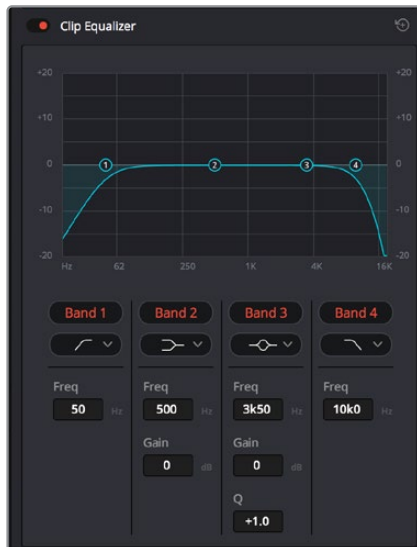 Clip Equalizer
+20 +20
+10 +10
0 1 2 3 4 0
-10 -10
-20 -20
Hz 62 250 1K 4K 16K
Band 1 Band 2 Band 3 Band 4
Freq Freq Freq Freq
50 Hz 500 Hz 3k50 Hz 10k0 Hz
Gain Gain
0 dB 0 dB
Q
+1.0